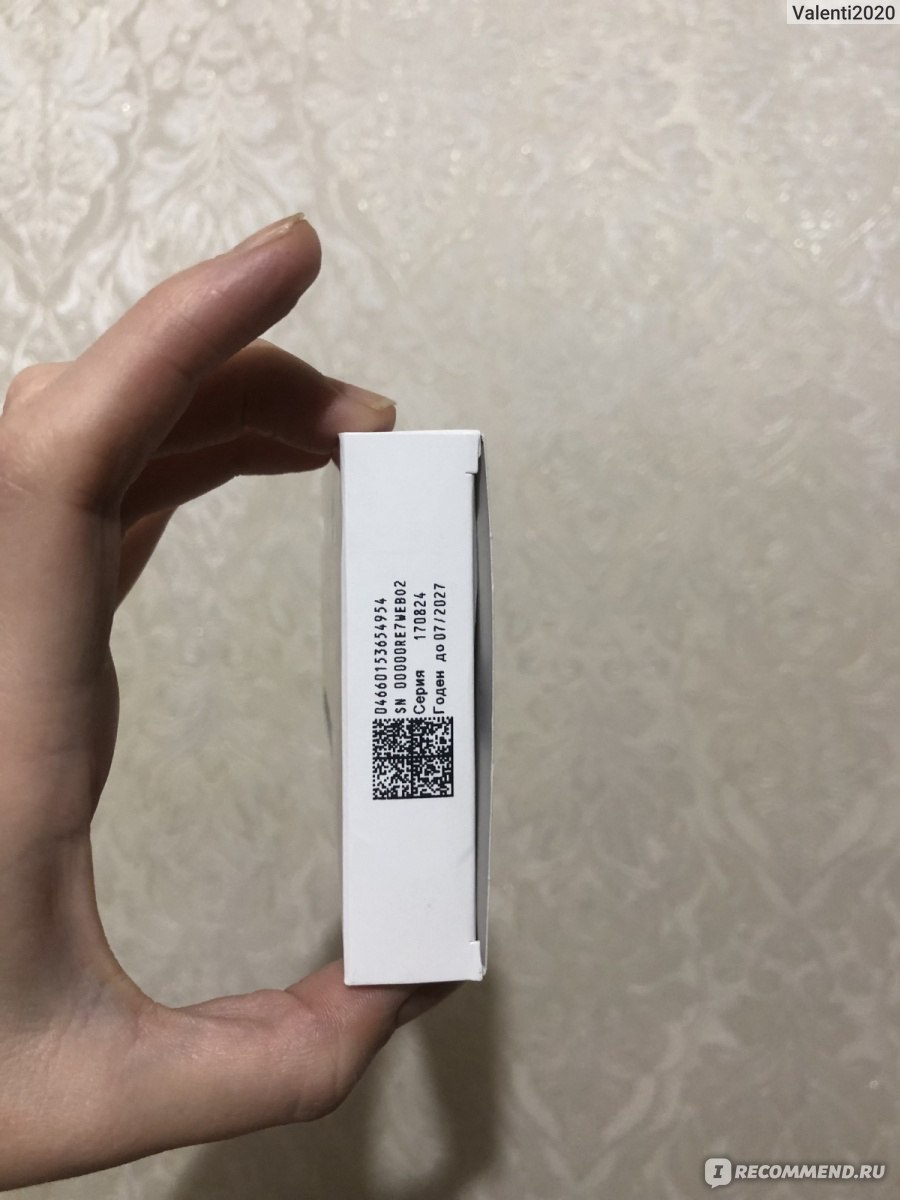 Valenti2020
04660153654954
SN 00000RE7WEB02
Серия 170824
Годен до 07/2027
IRECOMMEND.RU